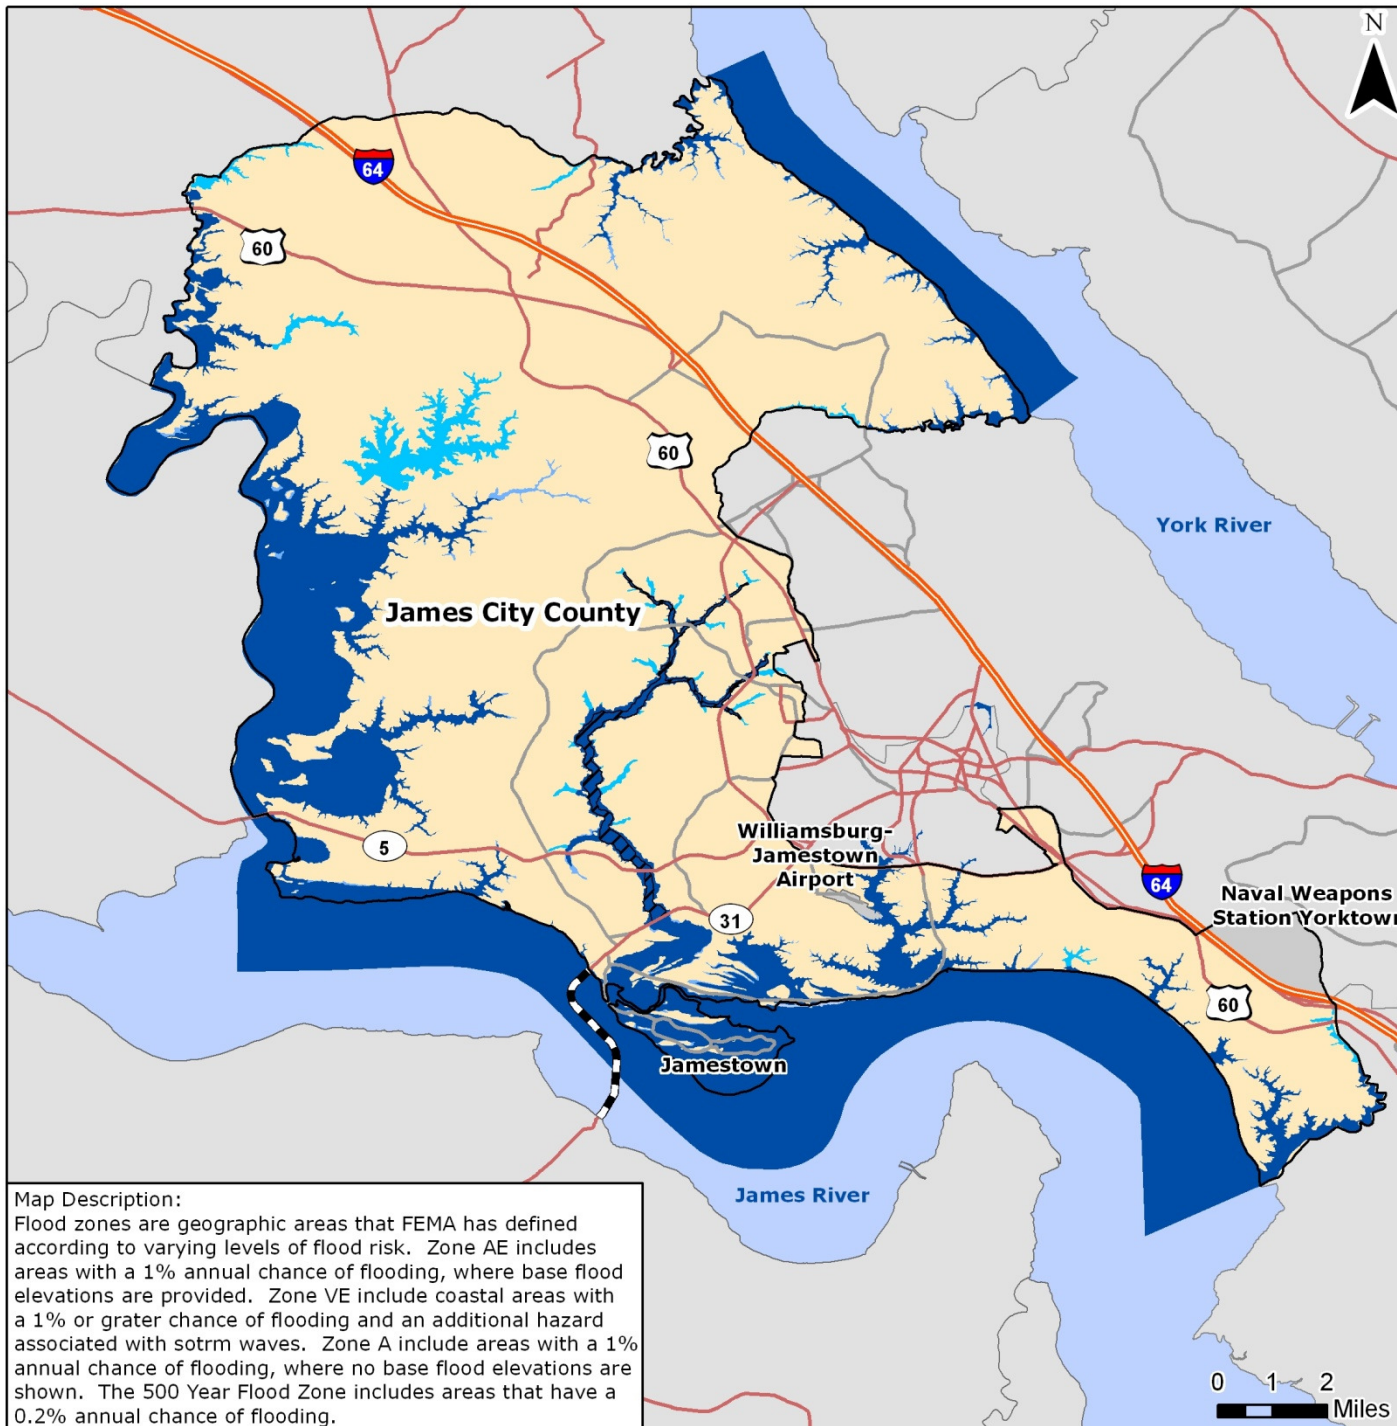 N
64
60
60
York River
James City County
Williamsburg-
Jamestown
Airport
5
64
Naval Weapons
Station Yorktown
31
60
Jamestown
James River
Map Description:
Flood zones are geographic areas that FEMA has defined
according to varying levels of flood risk.  Zone AE includes
areas with a 1% annual chance of flooding, where base flood
elevations are provided.  Zone VE include coastal areas with
a 1% or grater chance of flooding and an additional hazard
associated with sotrm waves.  Zone A include areas with a 1%
annual chance of flooding, where no base flood elevations are
shown.  The 500 Year Flood Zone includes areas that have a
0.2% annual chance of flooding.
0 1 2
Miles